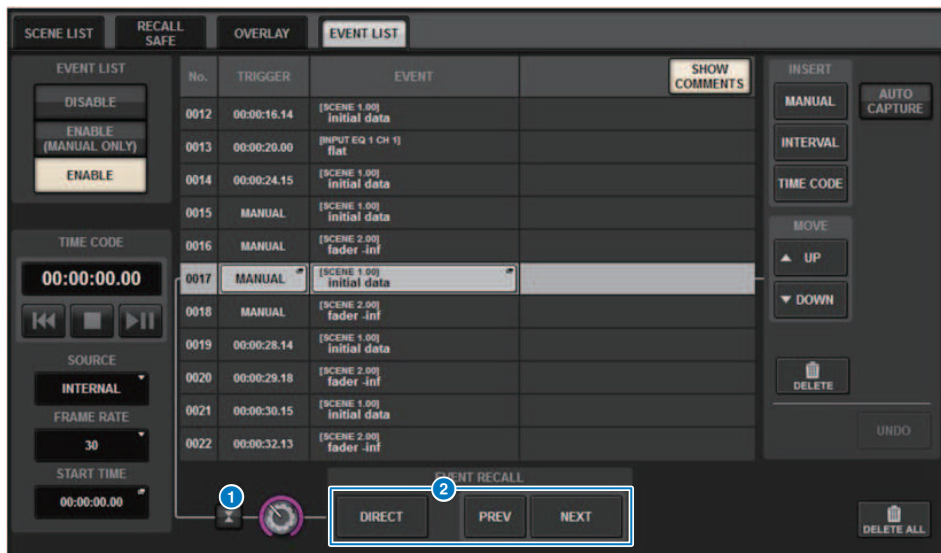 SCENE LIST
RECALL
SAFE
OVERLAY
EVENT LIST
EVENT LIST
DISABLE
ENABLE
(MANUAL ONLY)
ENABLE
TIME CODE
00:00:00.00
SOURCE
INTERNAL
FRAME RATE
30
START TIME
00:00:00.00
No. TRIGGER EVENT SHOW
COMMENTS
0012 00:00:16.14 [SCENE 1.00]
initial data
0013 00:00:20.00 [INPUT EQ 1 CH 1]
flat
0014 00:00:24.15 [SCENE 1.00]
initial data
0015 MANUAL [SCENE 1.00]
initial data
0016 MANUAL [SCENE 2.00]
fader -inf
0017 MANUAL [SCENE 1.00]
initial data
0018 MANUAL [SCENE 2.00]
fader -inf
0019 00:00:28.14 [SCENE 1.00]
initial data
0020 00:00:29.18 [SCENE 2.00]
fader -inf
0021 00:00:30.15 [SCENE 1.00]
initial data
0022 00:00:32.13 [SCENE 2.00]
fader -inf
INSERT
MANUAL
AUTO
CAPTURE
INTERVAL
TIME CODE
MOVE
▲ UP
▼ DOWN
DELETE
UNDO
EVENT RECALL
1
2
DIRECT
PREV
NEXT
DELETE ALL